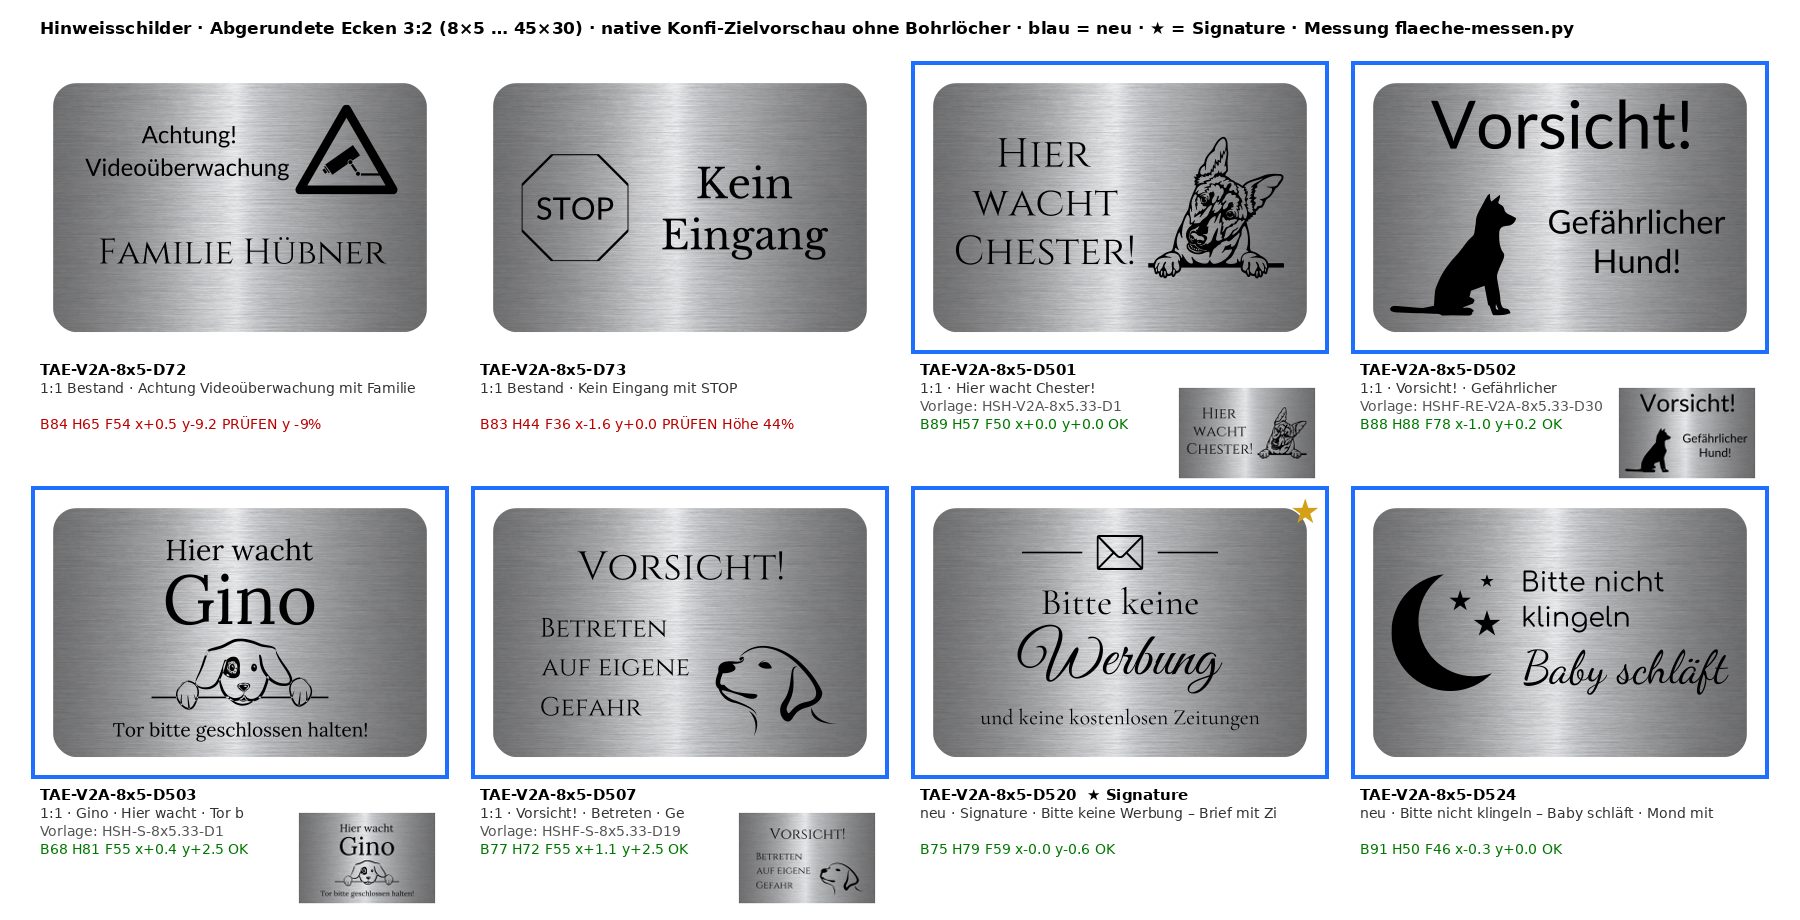 Hinweisschilder · Abgerundete Ecken 3:2 (8×5 … 45×30) · native Konfi-Zielvorschau ohne Bohrlöcher · blau = neu · ★ = Signature · Messung flaeche-messen.py
Achtung!
Videoüberwachung
Familie Hübner
TAE-V2A-8x5-D72
1:1 Bestand · Achtung Videoüberwachung mit Familie
B84 H65 F54 x+0.5 y-9.2 PRÜFEN y -9%
STOP
Kein
Eingang
TAE-V2A-8x5-D73
1:1 Bestand · Kein Eingang mit STOP
B83 H44 F36 x-1.6 y+0.0 PRÜFEN Höhe 44%
Hier
wacht
Chester!
TAE-V2A-8x5-D501
1:1 · Hier wacht Chester!
Vorlage: HSH-V2A-8x5.33-D1
B89 H57 F50 x+0.0 y+0.0 OK
Hier
wacht
Chester!
Vorsicht!
Gefährlicher
Hund!
TAE-V2A-8x5-D502
1:1 · Vorsicht! · Gefährlicher
Vorlage: HSHF-RE-V2A-8x5.33-D30
B88 H88 F78 x-1.0 y+0.2 OK
Vorsicht!
Gefährlicher
Hund!
Hier wacht
Gino
Tor bitte geschlossen halten!
TAE-V2A-8x5-D503
1:1 · Gino · Hier wacht · Tor b
Vorlage: HSH-S-8x5.33-D1
B68 H81 F55 x+0.4 y+2.5 OK
Hier wacht
Gino
Tor bitte geschlossen halten!
Vorsicht!
Betreten
auf eigene
Gefahr
TAE-V2A-8x5-D507
1:1 · Vorsicht! · Betreten · Ge
Vorlage: HSHF-S-8x5.33-D19
B77 H72 F55 x+1.1 y+2.5 OK
Vorsicht!
Betreten
auf eigene
Gefahr
Bitte keine
Werbung
und keine kostenlosen Zeitungen
TAE-V2A-8x5-D520 ★ Signature
neu · Signature · Bitte keine Werbung – Brief mit Zi
B75 H79 F59 x-0.0 y-0.6 OK
Bitte nicht
klingeln
Baby schläft
TAE-V2A-8x5-D524
neu · Bitte nicht klingeln – Baby schläft · Mond mit
B91 H50 F46 x-0.3 y+0.0 OK